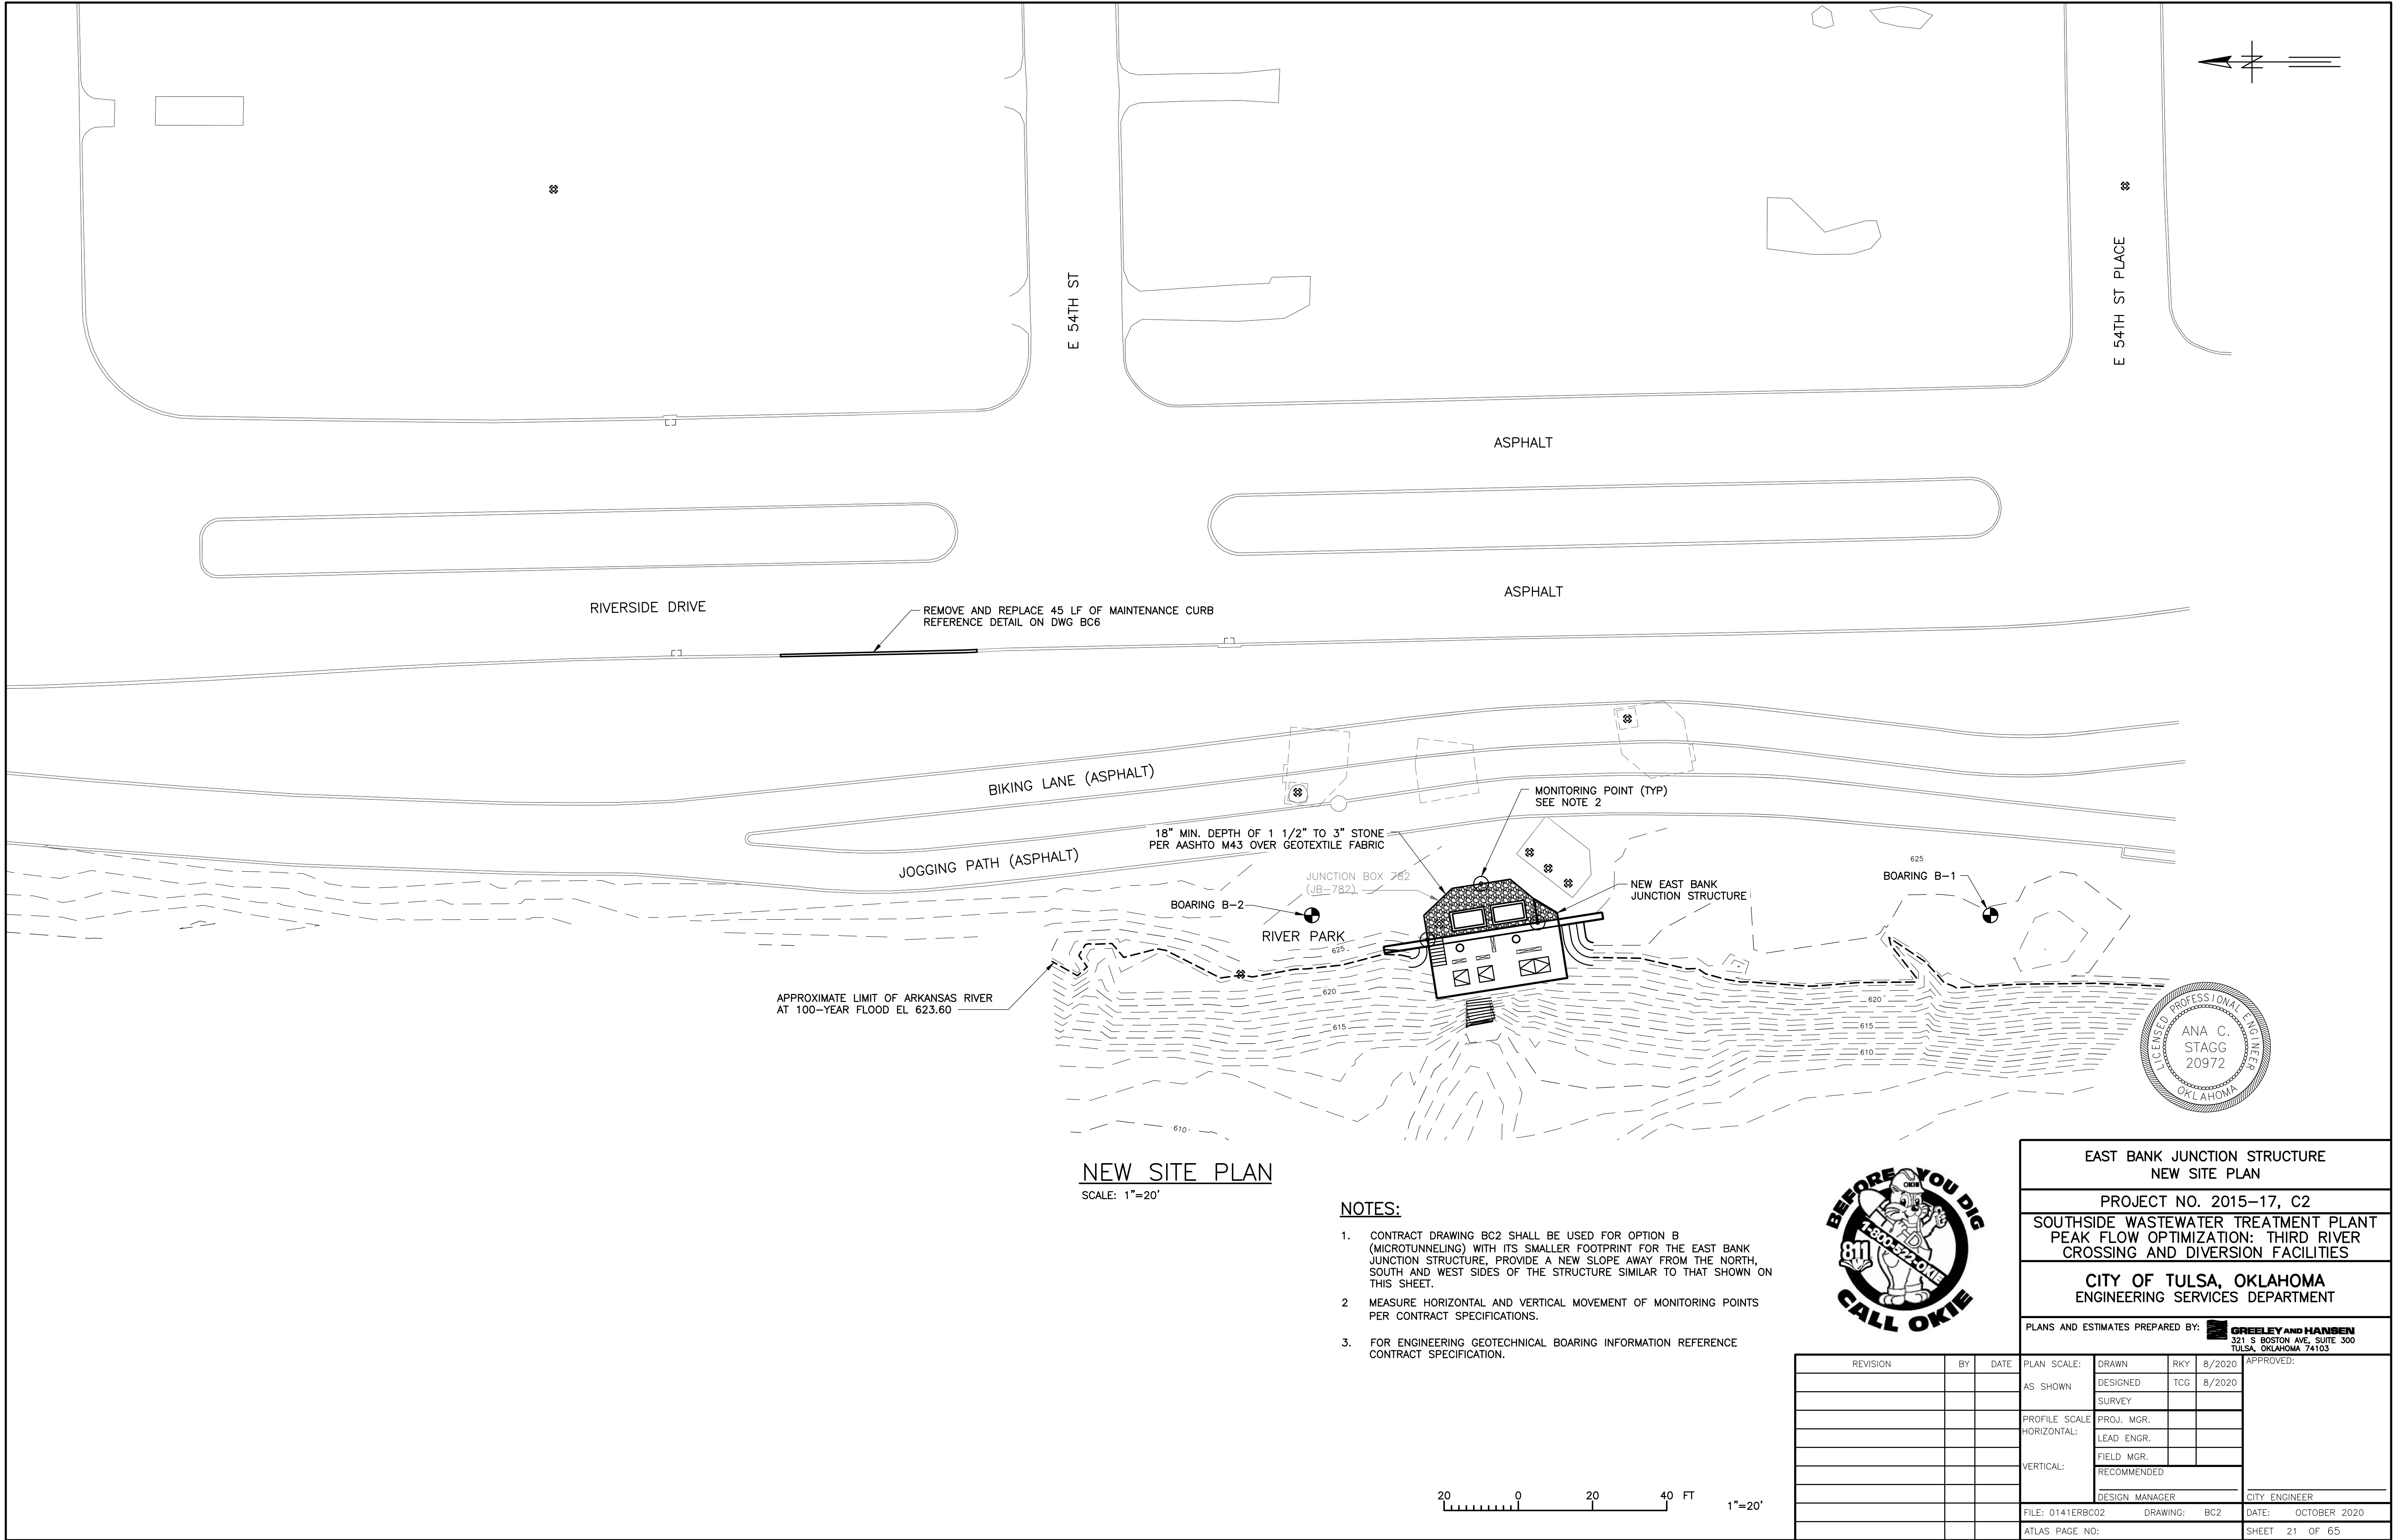 E 54TH ST
E 54TH ST PLACE
ASPHALT
ASPHALT
RIVERSIDE DRIVE
REMOVE AND REPLACE 45 LF OF MAINTENANCE CURB
REFERENCE DETAIL ON DWG BC6
BIKING LANE (ASPHALT)
MONITORING POINT (TYP)
SEE NOTE 2
18" MIN. DEPTH OF 1 1/2" TO 3" STONE
PER AASHTO M43 OVER GEOTEXTILE FABRIC
JOGGING PATH (ASPHALT)
JUNCTION BOX 782
(JB-782)
NEW EAST BANK
JUNCTION STRUCTURE
625
BOARING B-1
BOARING B-2
RIVER PARK
625
620
615
620
615
610
610
APPROXIMATE LIMIT OF ARKANSAS RIVER
AT 100-YEAR FLOOD EL 623.60
LICENSED PROFESSIONAL ENGINEER
ANA C.
STAGG
20972
OKLAHOMA
NEW SITE PLAN
SCALE: 1"=20'
NOTES:
1. CONTRACT DRAWING BC2 SHALL BE USED FOR OPTION B
(MICROTUNNELING) WITH ITS SMALLER FOOTPRINT FOR THE EAST BANK
JUNCTION STRUCTURE, PROVIDE A NEW SLOPE AWAY FROM THE NORTH,
SOUTH AND WEST SIDES OF THE STRUCTURE SIMILAR TO THAT SHOWN ON
THIS SHEET.
2 MEASURE HORIZONTAL AND VERTICAL MOVEMENT OF MONITORING POINTS
PER CONTRACT SPECIFICATIONS.
3. FOR ENGINEERING GEOTECHNICAL BOARING INFORMATION REFERENCE
CONTRACT SPECIFICATION.
20 0 20 40 FT
1"=20'
BEFORE YOU DIG
OKIE
1-800-522-OKIE
811
CALL OKIE
EAST BANK JUNCTION STRUCTURE
NEW SITE PLAN
PROJECT NO. 2015-17, C2
SOUTHSIDE WASTEWATER TREATMENT PLANT
PEAK FLOW OPTIMIZATION: THIRD RIVER
CROSSING AND DIVERSION FACILITIES
CITY OF TULSA, OKLAHOMA
ENGINEERING SERVICES DEPARTMENT
PLANS AND ESTIMATES PREPARED BY:
GREELEY AND HANSEN
321 S BOSTON AVE, SUITE 300
TULSA, OKLAHOMA 74103
REVISION BY DATE
PLAN SCALE:
AS SHOWN
DRAWN RKY 8/2020
DESIGNED TCG 8/2020
SURVEY
PROFILE SCALE
HORIZONTAL:
VERTICAL:
PROJ. MGR.
LEAD ENGR.
FIELD MGR.
RECOMMENDED
DESIGN MANAGER
APPROVED:
CITY ENGINEER
FILE: 0141ERBC02 DRAWING: BC2 DATE: OCTOBER 2020
ATLAS PAGE NO: SHEET 21 OF 65